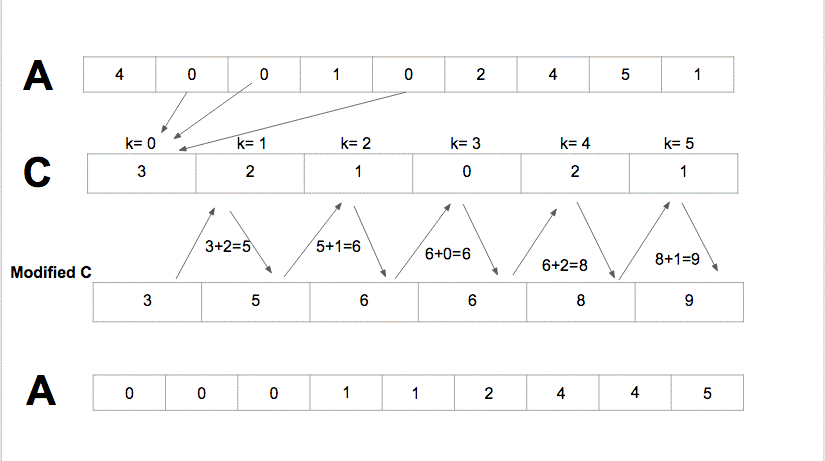 A 4 0 0 1 0 2 4 5 1
k= 0 k= 1 k= 2 k= 3 k= 4 k= 5
C 3 2 1 0 2 1
3+2=5 5+1=6 6+0=6 6+2=8 8+1=9
Modified C
3 5 6 6 8 9
A 0 0 0 1 1 2 4 4 5